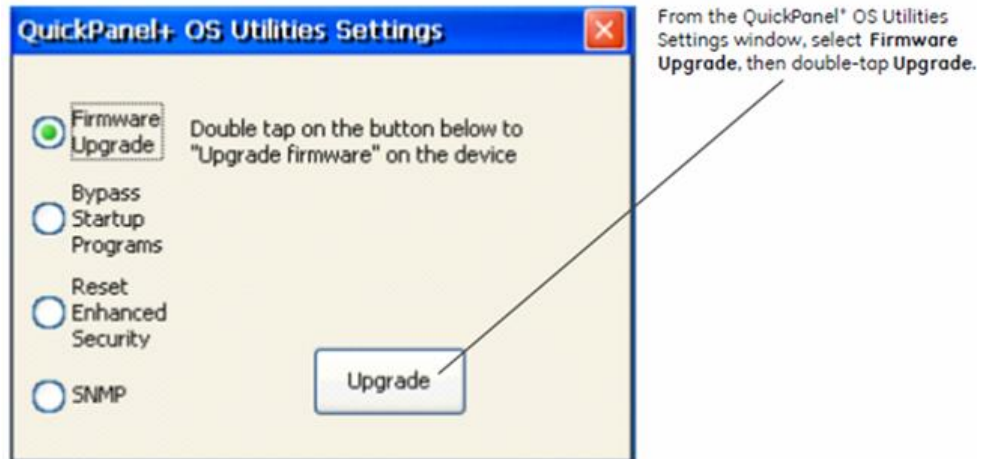 QuickPanel+ OS Utilities Settings
Firmware
Upgrade
Double tap on the button below to
"Upgrade firmware" on the device
Bypass
Startup
Programs
Reset
Enhanced
Security
SNMP
Upgrade
From the QuickPanel⁺ OS Utilities
Settings window, select Firmware
Upgrade, then double-tap Upgrade.